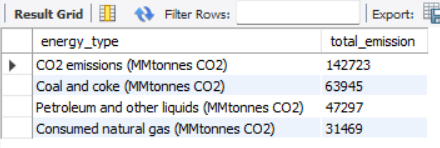 Result Grid Filter Rows: Export:
energy_type total_emission
CO2 emissions (MMtonnes CO2) 142723
Coal and coke (MMtonnes CO2) 63945
Petroleum and other liquids (MMtonnes CO2) 47297
Consumed natural gas (MMtonnes CO2) 31469